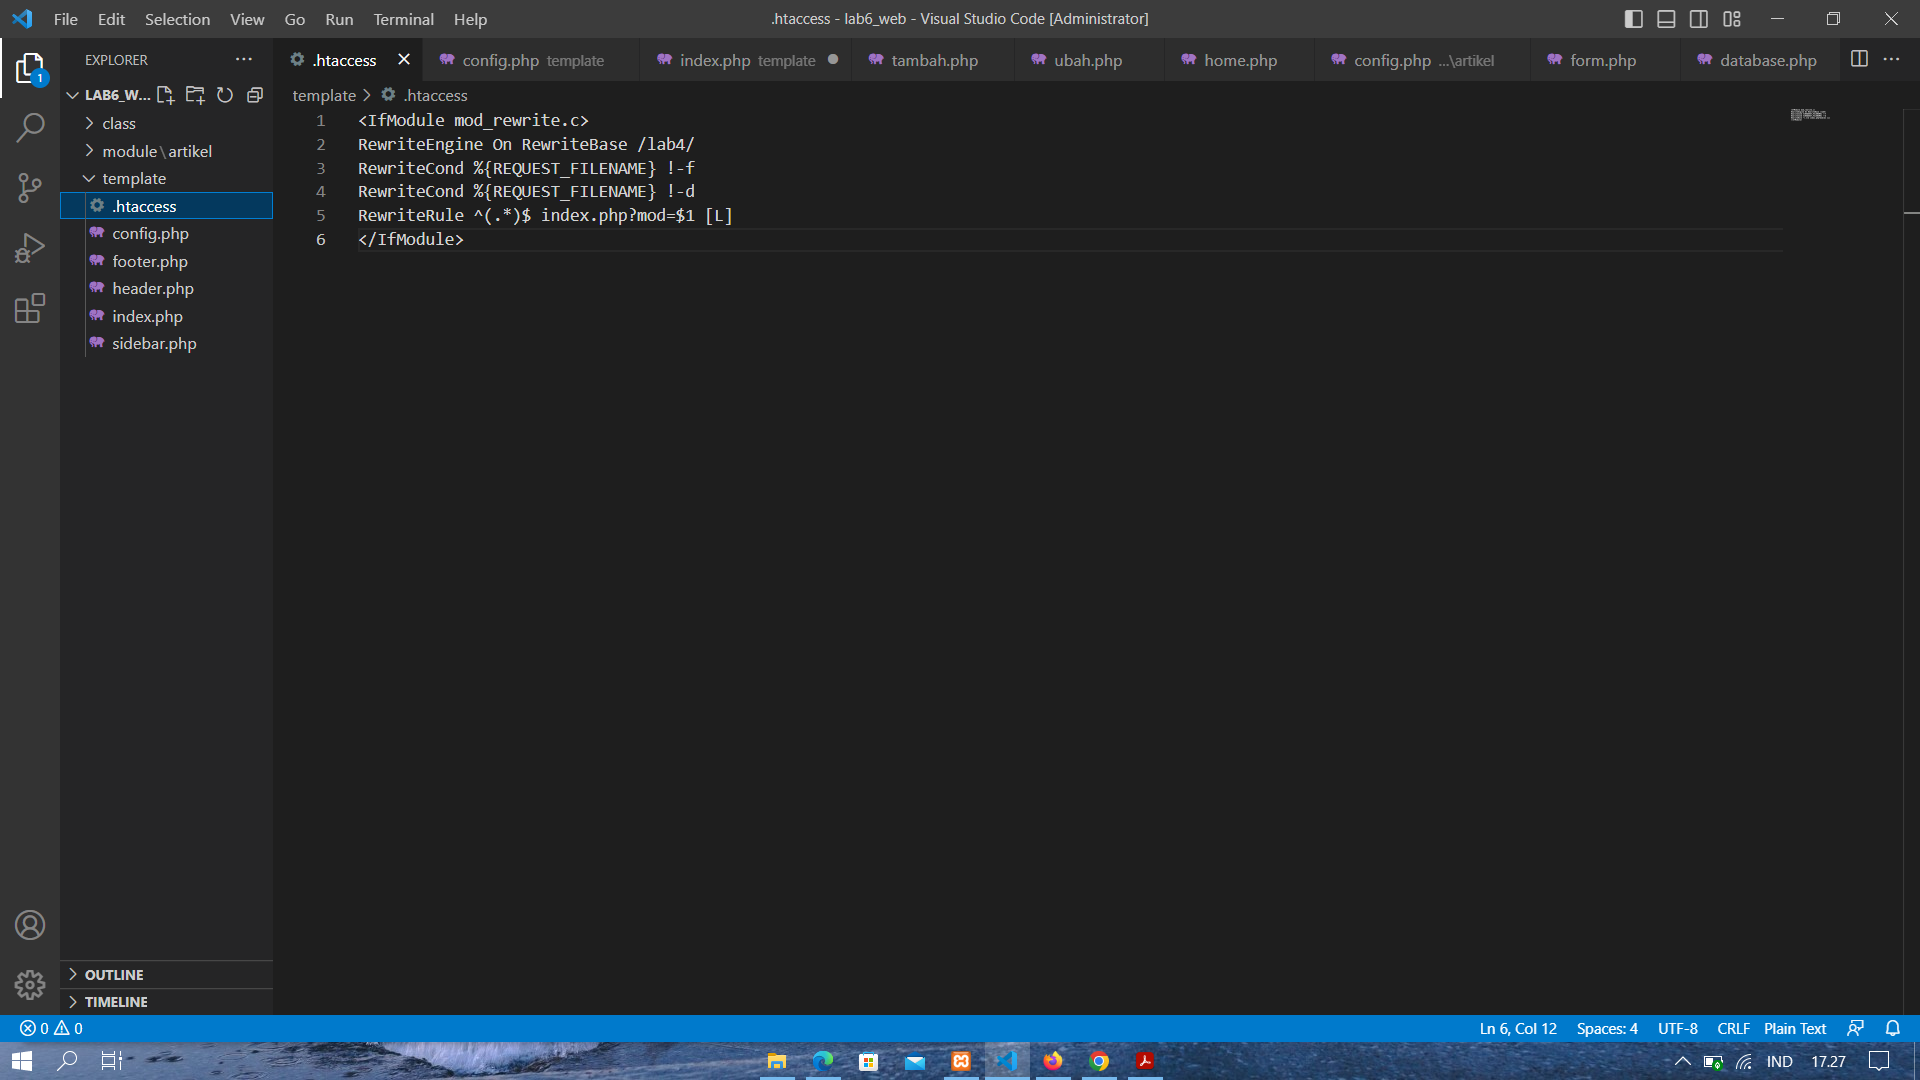 File Edit Selection View Go Run Terminal Help
.htaccess - lab6_web - Visual Studio Code [Administrator]
EXPLORER
.htaccess
config.php template
index.php template
tambah.php
ubah.php
home.php
config.php ...\artikel
form.php
database.php
1
LAB6_W...
class
module\artikel
template
.htaccess
config.php
footer.php
header.php
index.php
sidebar.php
OUTLINE
TIMELINE
template > .htaccess
1 <IfModule mod_rewrite.c>
2 RewriteEngine On RewriteBase /lab4/
3 RewriteCond %{REQUEST_FILENAME} !-f
4 RewriteCond %{REQUEST_FILENAME} !-d
5 RewriteRule ^(.*)$ index.php?mod=$1 [L]
6 </IfModule>
0 0
Ln 6, Col 12 Spaces: 4 UTF-8 CRLF Plain Text
IND 17.27